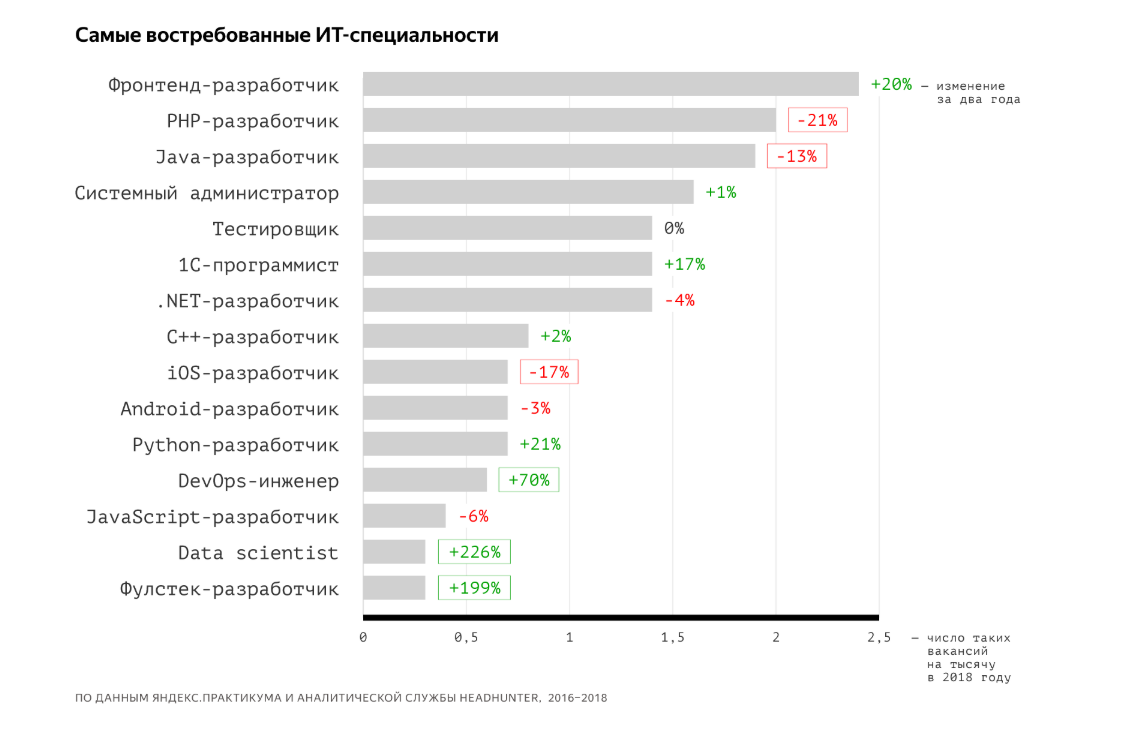 Самые востребованные ИТ-специальности
Фронтенд-разработчик +20% — изменение
за два года
PHP-разработчик -21%
Java-разработчик -13%
Системный администратор +1%
Тестировщик 0%
1С-программист +17%
.NET-разработчик -4%
C++-разработчик +2%
iOS-разработчик -17%
Android-разработчик -3%
Python-разработчик +21%
DevOps-инженер +70%
JavaScript-разработчик -6%
Data scientist +226%
Фулстек-разработчик +199%
0 0,5 1 1,5 2 2,5 — число таких
вакансий
на тысячу
в 2018 году
ПО ДАННЫМ ЯНДЕКС.ПРАКТИКУМА И АНАЛИТИЧЕСКОЙ СЛУЖБЫ HEADHUNTER, 2016–2018